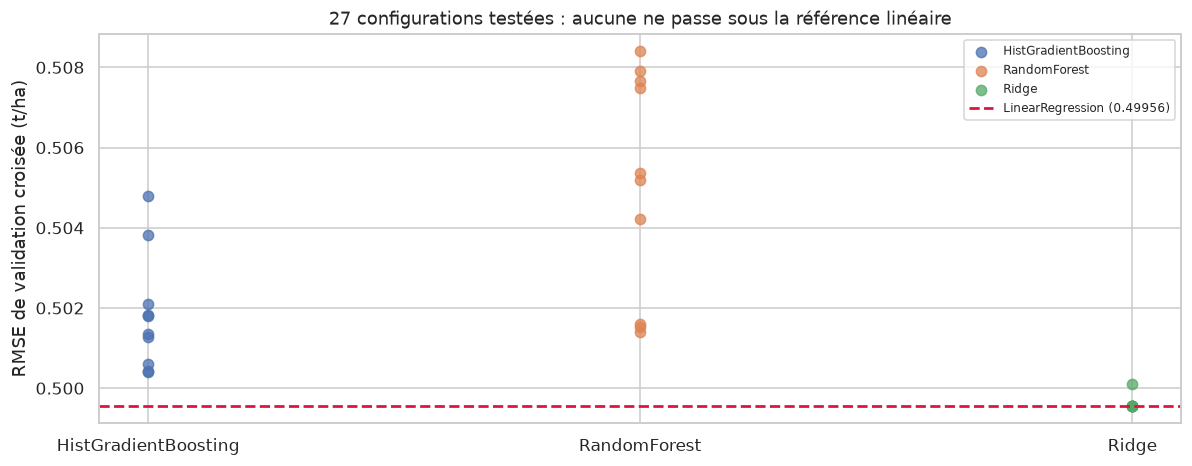 27 configurations testées : aucune ne passe sous la référence linéaire
RMSE de validation croisée (t/ha)
0.508
0.506
0.504
0.502
0.500
HistGradientBoosting
RandomForest
Ridge
HistGradientBoosting
RandomForest
Ridge
LinearRegression (0.49956)